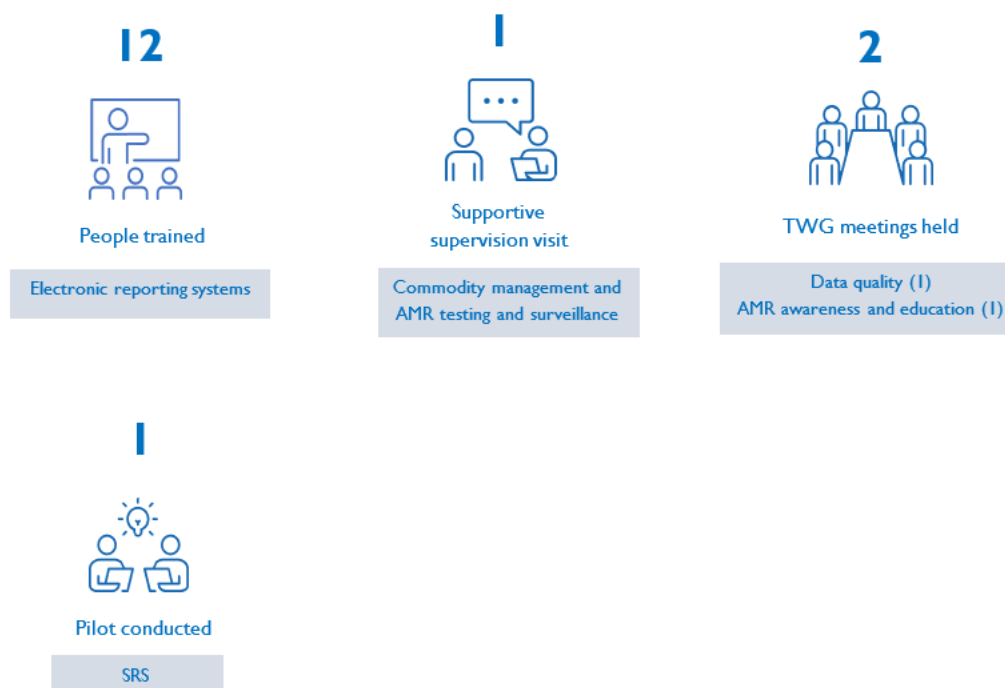 12
People trained
Electronic reporting systems
1
Supportive
supervision visit
Commodity management and
AMR testing and surveillance
2
TWG meetings held
Data quality (1)
AMR awareness and education (1)
1
Pilot conducted
SRS